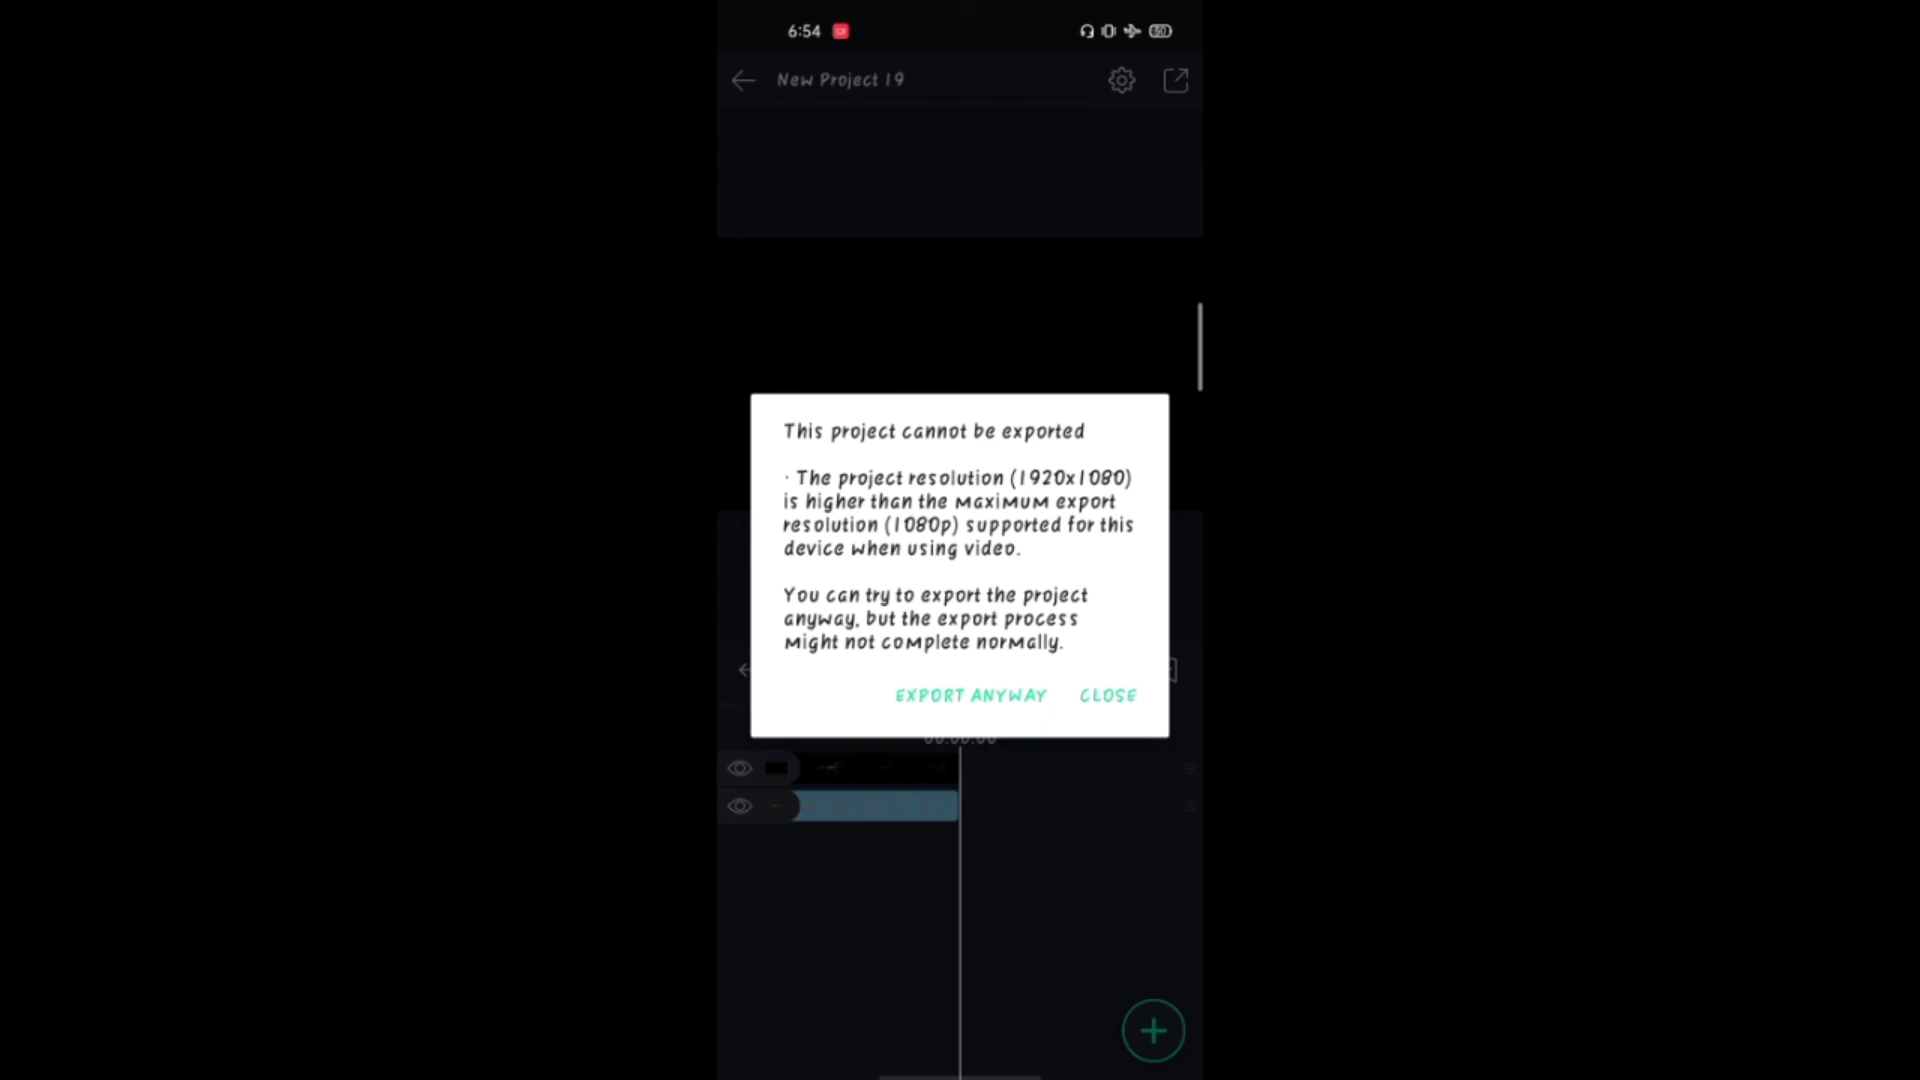 6:54
50
New Project 19
This project cannot be exported
· The project resolution (1920x1080)
is higher than the maximum export
resolution (1080p) supported for this
device when using video.
You can try to export the project
anyway, but the export process
might not complete normally.
EXPORT ANYWAY CLOSE